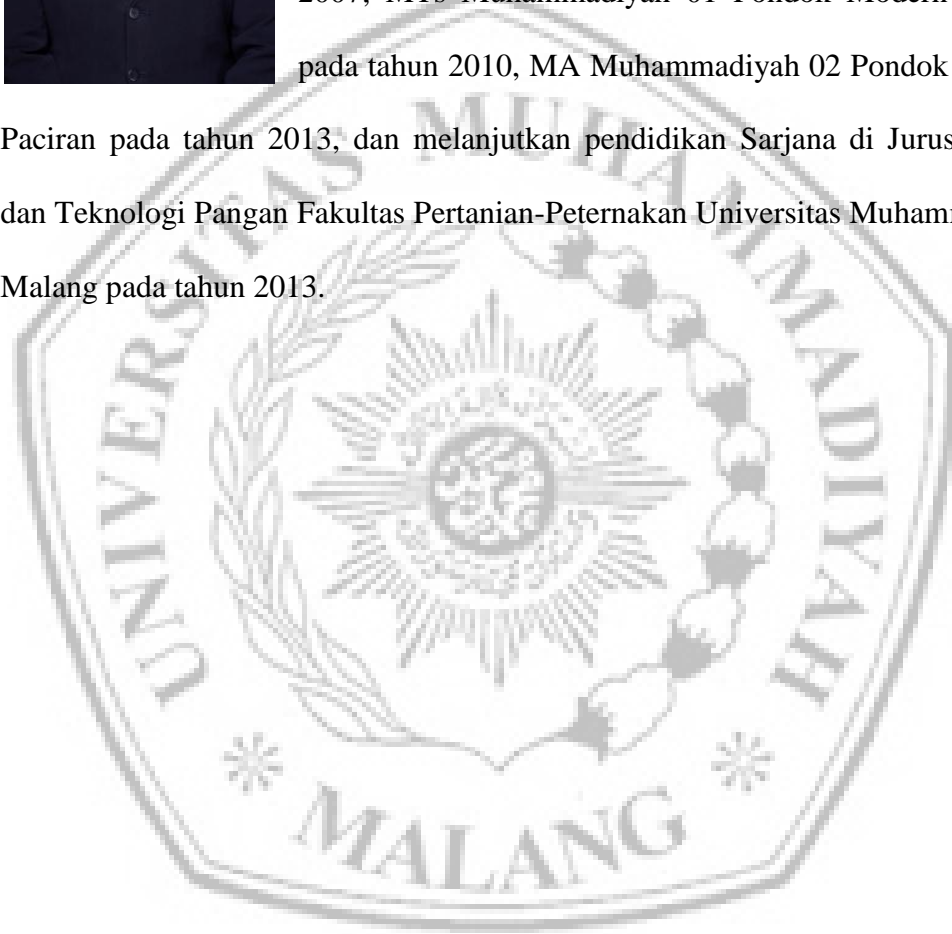 2007, MTs Muhammadiyah 01 Pondok Modern
pada tahun 2010, MA Muhammadiyah 02 Pondok
Paciran pada tahun 2013, dan melanjutkan pendidikan Sarjana di Jurus
dan Teknologi Pangan Fakultas Pertanian-Peternakan Universitas Muham
Malang pada tahun 2013.
UNIVERSITAS MUHAMMADIYAH
MALANG